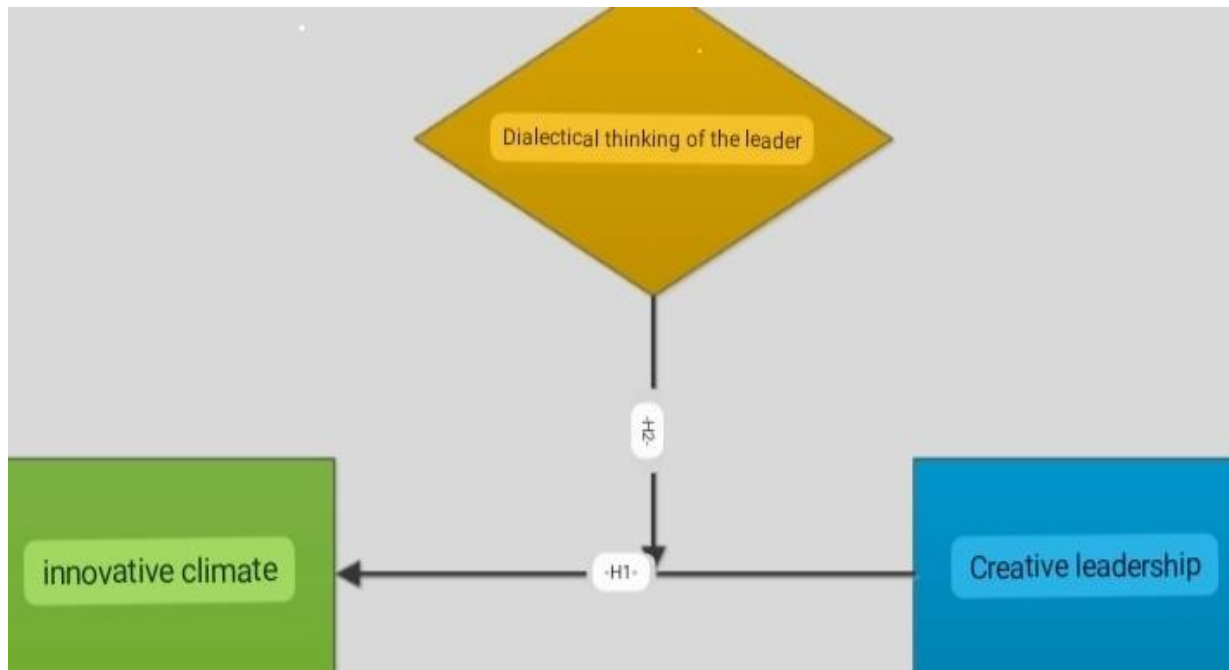 Dialectical thinking of the leader
-H2-
innovative climate
-H1-
Creative leadership